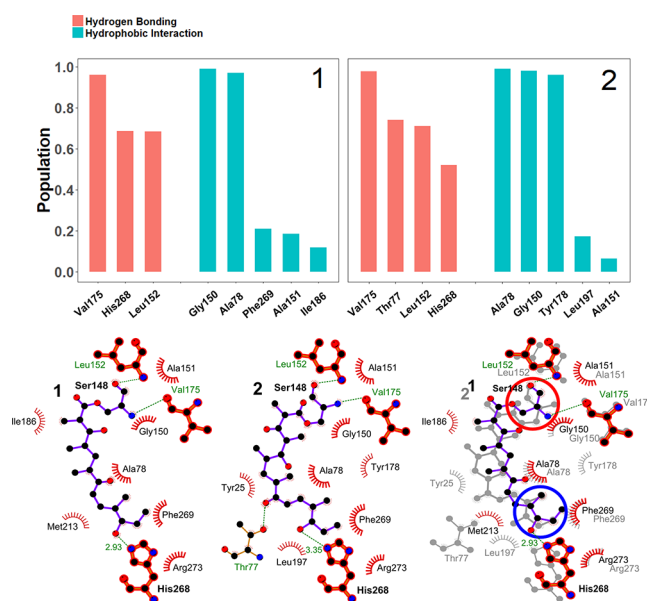 Hydrogen Bonding
Hydrophobic Interaction
Population
1.0
0.8
0.6
0.4
0.2
0.0
1
2
Val175
His268
Leu152
Gly150
Ala78
Phe269
Ala151
Ile186
Val175
Thr77
Leu152
His268
Ala78
Gly150
Tyr178
Leu197
Ala151
Leu152
Ala151
1
Ser148
Val175
Ile186
Gly150
Ala78
Phe269
Met213
2.93
Arg273
His268
Leu152
Ala151
2
Ser148
Val175
Gly150
Ala78
Tyr178
Tyr25
Phe269
Thr77
Leu197
3.35
Arg273
His268
Leu152
Ala151
Ala151
2
1
Ser148
Val175
Val17
Ile186
Gly150
Gly150
Ala78
Ala78
Tyr178
Tyr25
Phe269
Phe269
Met213
2.93
Thr77
Leu197
Arg273
Arg273
His268